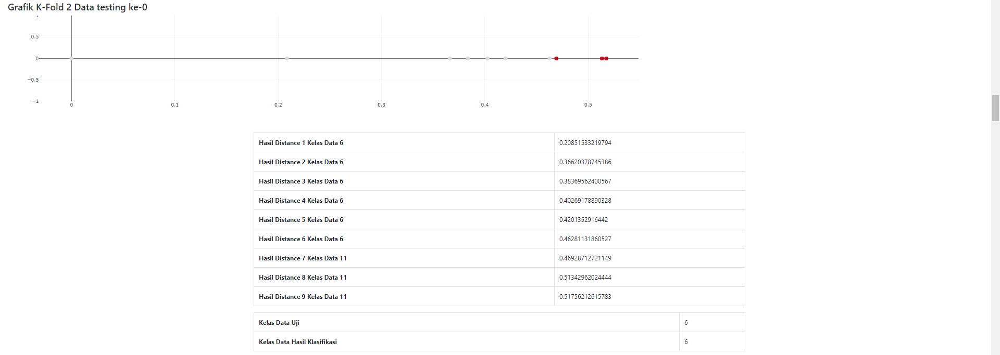 Grafik K-Fold 2 Data testing ke-0
1
0.5
0
−0.5
−1
0 0.1 0.2 0.3 0.4 0.5
Hasil Distance 1 Kelas Data 6 0.20851533219794
Hasil Distance 2 Kelas Data 6 0.36620378745386
Hasil Distance 3 Kelas Data 6 0.38369562400567
Hasil Distance 4 Kelas Data 6 0.40269178890328
Hasil Distance 5 Kelas Data 6 0.4201352916442
Hasil Distance 6 Kelas Data 6 0.46281131860527
Hasil Distance 7 Kelas Data 11 0.46928712721149
Hasil Distance 8 Kelas Data 11 0.51342962024444
Hasil Distance 9 Kelas Data 11 0.51756212615783
Kelas Data Uji 6
Kelas Data Hasil Klasifikasi 6